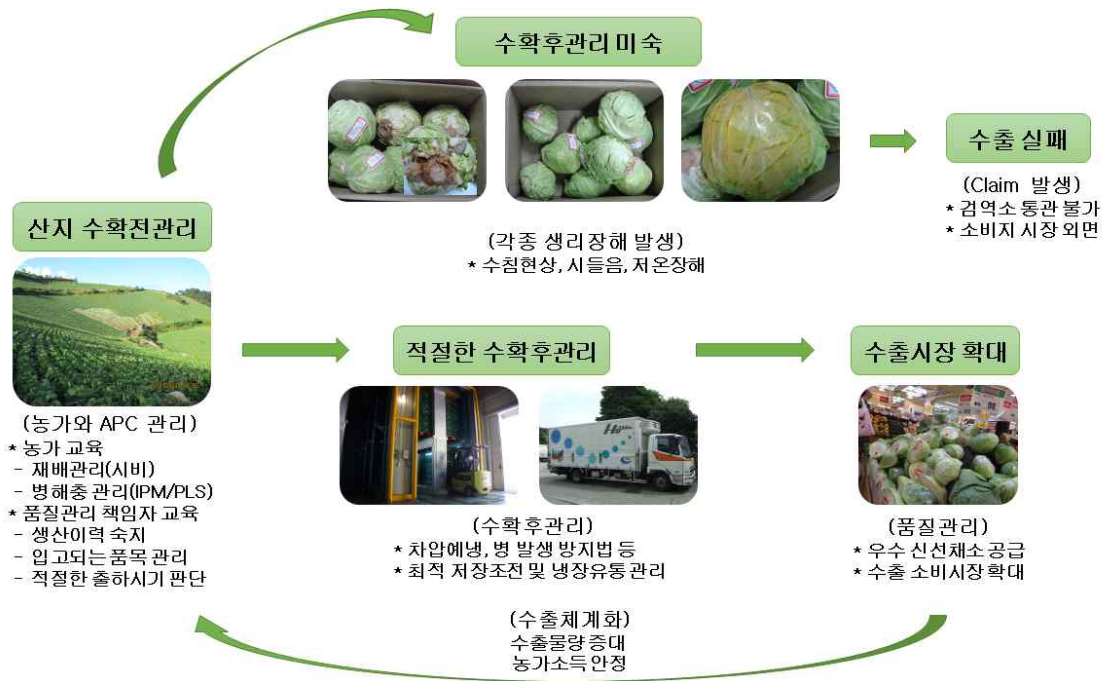 수확후관리 미숙
수출 실패
(Claim 발생)
* 검역소 통관 불가
* 소비지 시장 외면
(각종 생리장해 발생)
* 수침현상, 시들음, 저온장해
산지 수확전관리
(농가와 APC 관리)
* 농가 교육
- 재배관리(시비)
- 병해충 관리(IPM/PLS)
* 품질관리 책임자 교육
- 생산이력 숙지
- 입고되는 품목 관리
- 적절한 출하시기 판단
적절한 수확후관리
(수확후관리)
* 차압예냉, 병 발생 방지법 등
* 최적 저장조전 및 냉장유통관리
수출시장 확대
(품질관리)
* 우수 신선채소 공급
* 수출 소비시장 확대
(수출체계화)
수출물량 증대
농가소득 안정